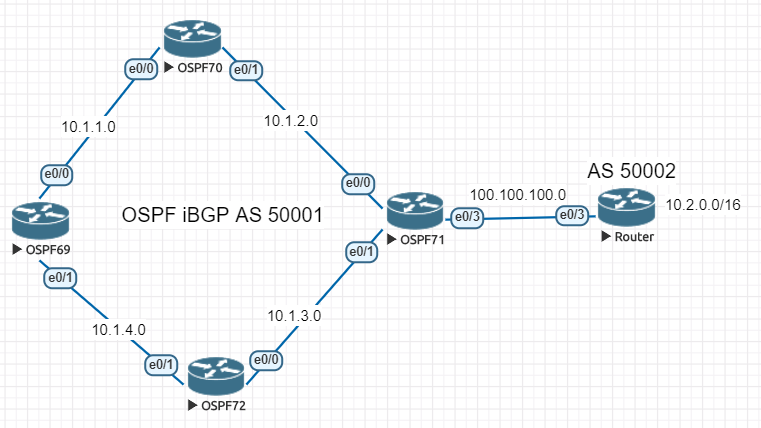 e0/0
OSPF70
e0/1
10.1.1.0
10.1.2.0
e0/0
e0/0
AS 50002
100.100.100.0
10.2.0.0/16
OSPF iBGP AS 50001
e0/3
e0/3
OSPF71
Router
OSPF69
e0/1
e0/1
10.1.3.0
10.1.4.0
e0/1
e0/0
OSPF72